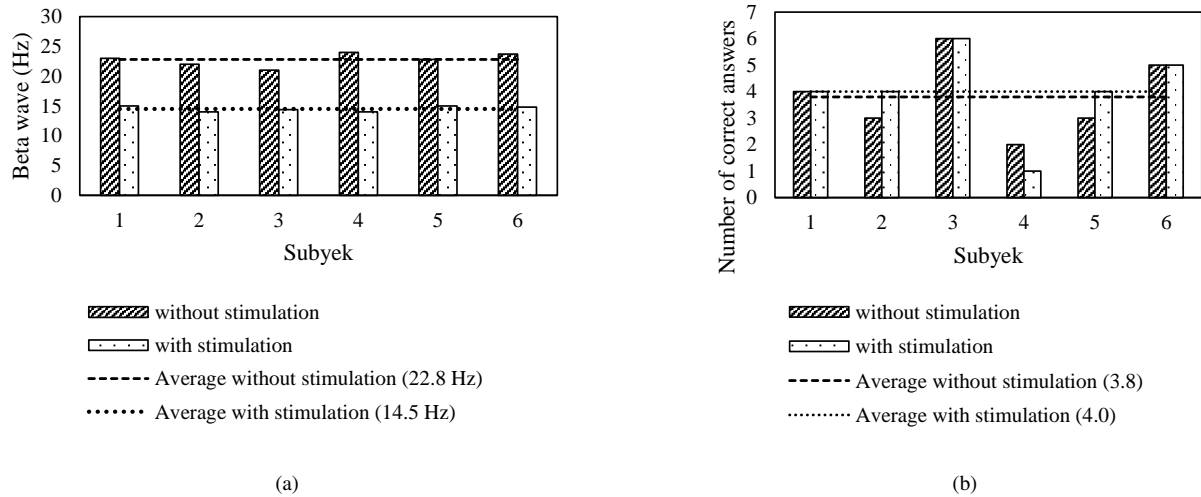 30
25
20
15
10
5
0
Beta wave (Hz)
1 2 3 4 5 6
Subyek
without stimulation
with stimulation
Average without stimulation (22.8 Hz)
Average with stimulation (14.5 Hz)
(a)
7
6
5
4
3
2
1
0
Number of correct answers
1 2 3 4 5 6
Subyek
without stimulation
with stimulation
Average without stimulation (3.8)
Average with stimulation (4.0)
(b)